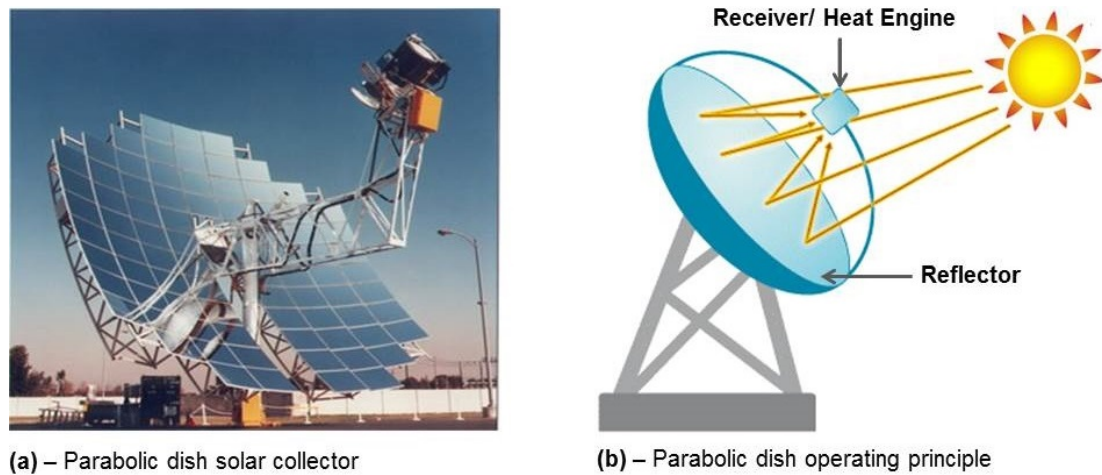 Receiver/ Heat Engine
Reflector
(a) – Parabolic dish solar collector
(b) – Parabolic dish operating principle